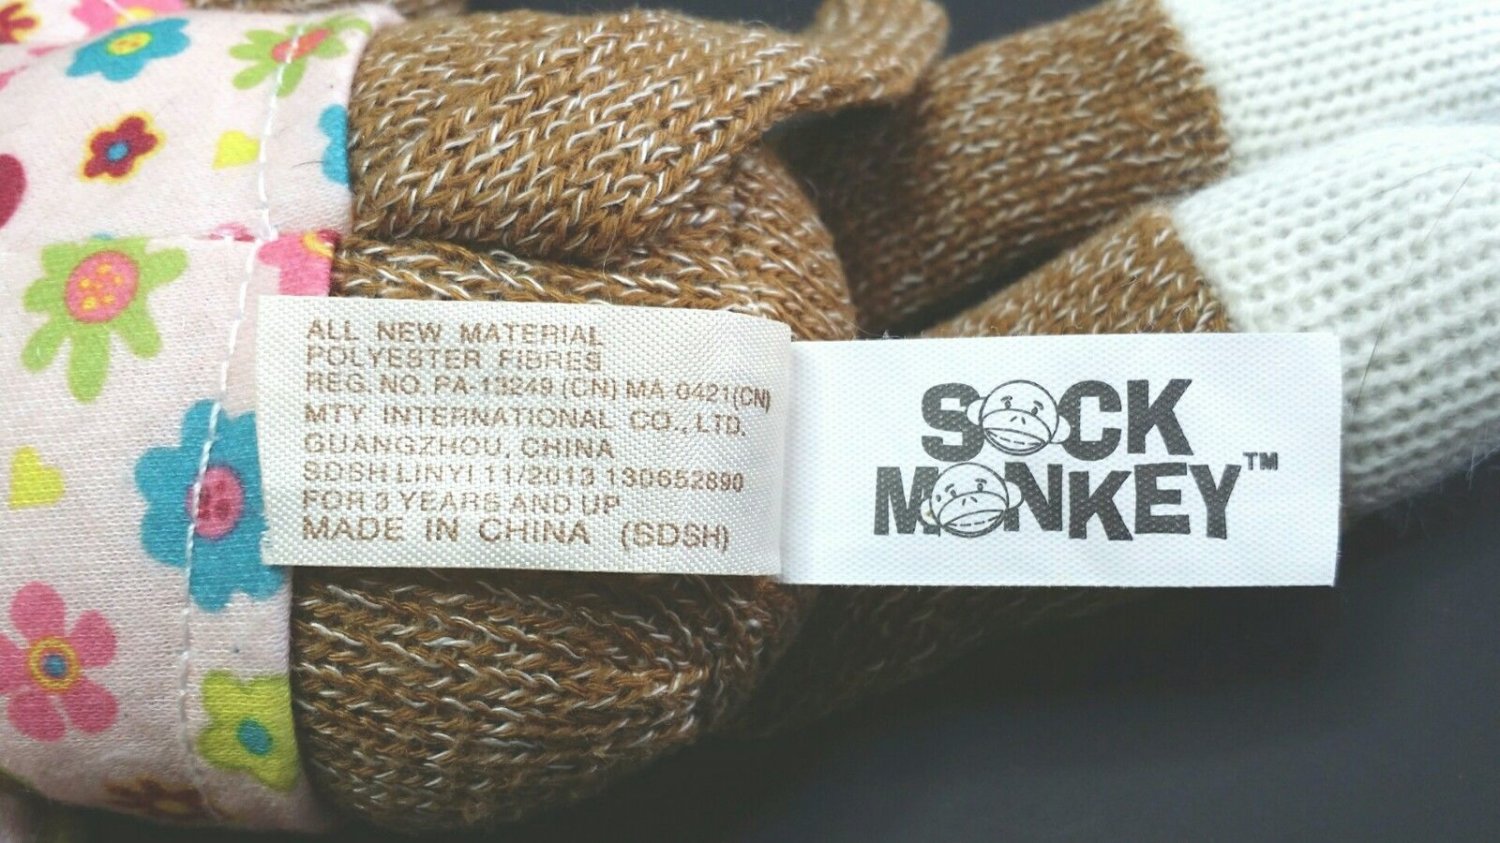 ALL NEW MATERIAL
POLYESTER FIBRES
REG. NO. PA-13249 (CN) MA-0421(CN)
MTY INTERNATIONAL CO., LTD.
GUANGZHOU, CHINA
SDSH LINYI 11/2013 130652890
FOR 3 YEARS AND UP
MADE IN CHINA (SDSH)
SOCK
MONKEY™